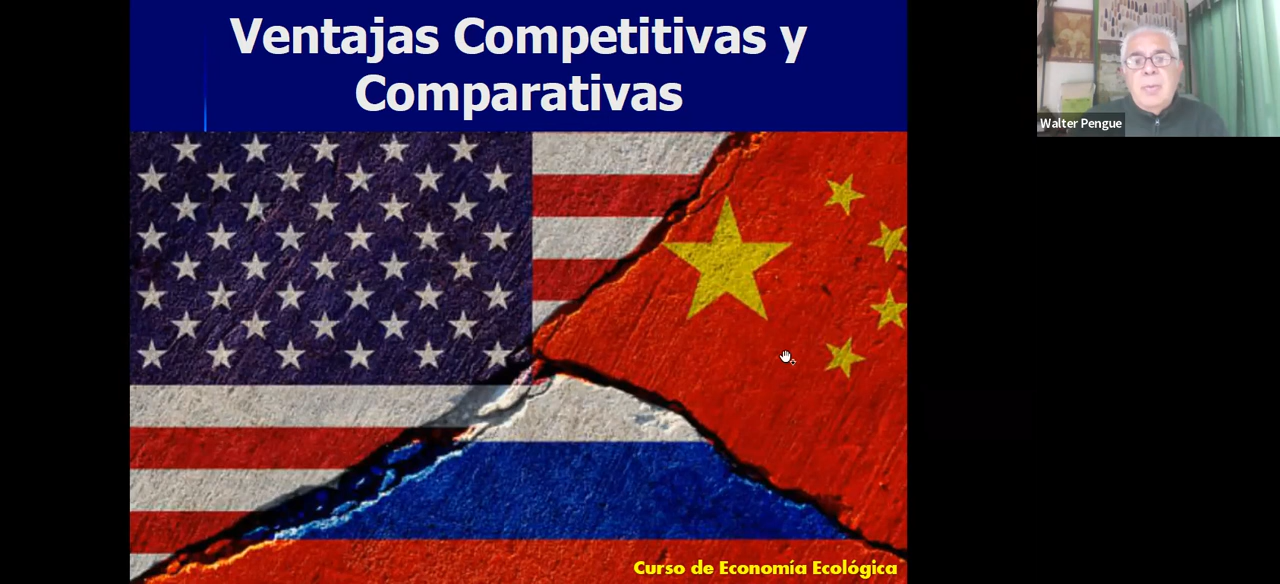 Ventajas Competitivas y
Comparativas
Walter Pengue
Curso de Economía Ecológica